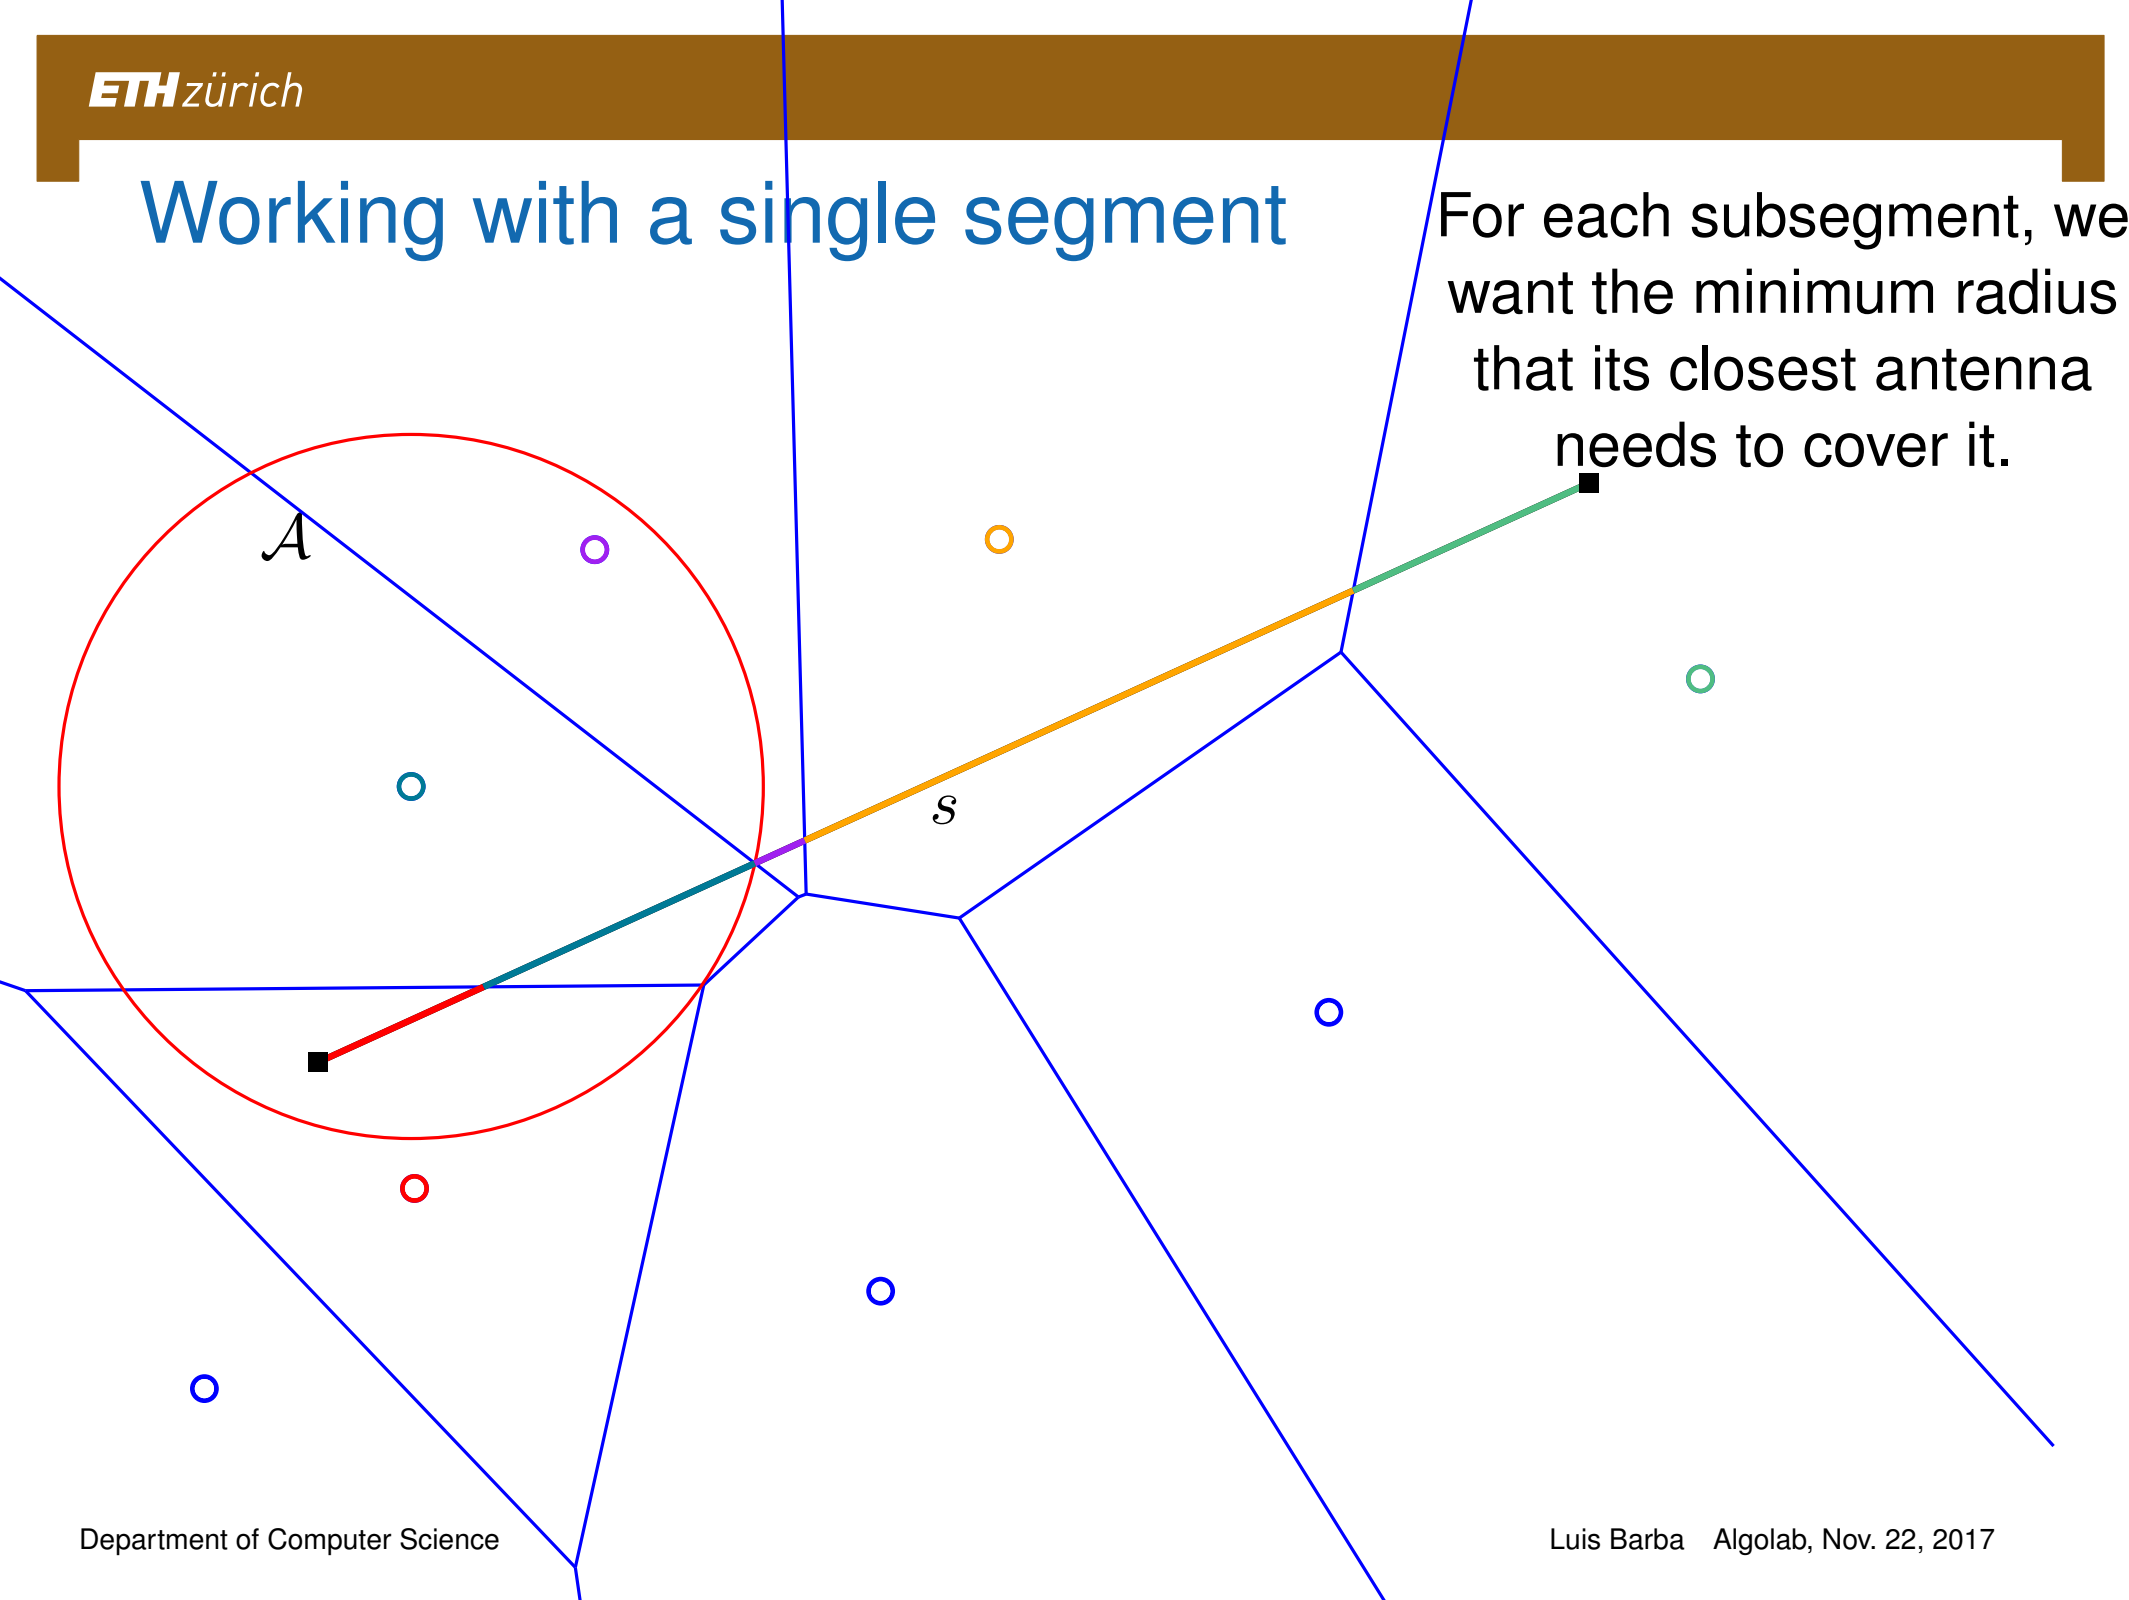 ETH zürich
Working with a single segment
For each subsegment, we
want the minimum radius
that its closest antenna
needs to cover it.
𝒜
s
Department of Computer Science
Luis Barba Algolab, Nov. 22, 2017